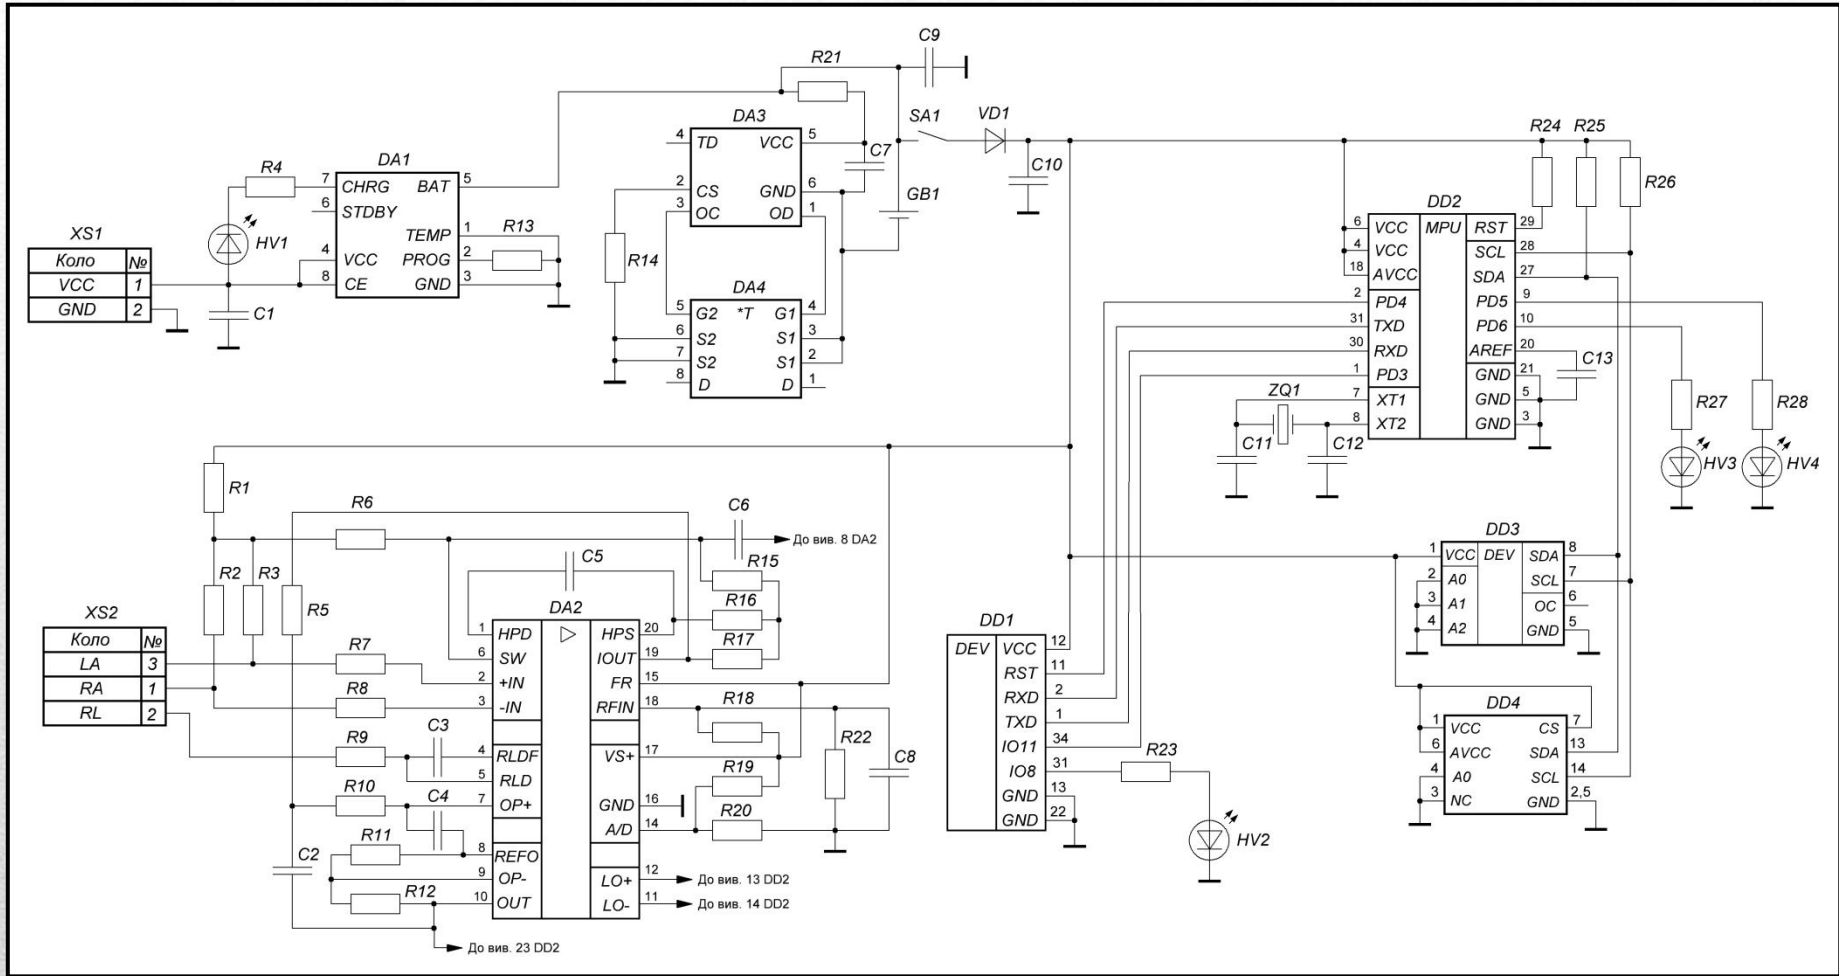 C9
R21
SA1
VD1
C10
GB1
DA3
4 TD VCC 5
2 CS GND 6
3 OC OD 1
C7
R14
DA4
5 G2 *T G1 4
6 S2 S1 3
7 S2 S1 2
8 D D 1
R4
HV1
DA1
7 CHRG BAT 5
6 STDBY
TEMP 1
4 VCC PROG 2
8 CE GND 3
R13
XS1
Коло №
VCC 1
GND 2
C1
R24 R25
R26
DD2
6 VCC MPU RST 29
4 VCC SCL 28
18 AVCC SDA 27
2 PD4 PD5 9
31 TXD PD6 10
30 RXD AREF 20
1 PD3 GND 21
7 XT1 GND 5
8 XT2 GND 3
C13
ZQ1
C11 C12
R27 R28
HV3 HV4
R1
R6
C6
До вив. 8 DA2
C5
R15
R16
R17
R2 R3
R5
XS2
Коло №
LA 3
RA 1
RL 2
R7
R8
R9
C3
R10
C4
R11
C2
R12
DA2
1 HPD HPS 20
6 SW IOUT 19
2 +IN FR 15
3 -IN RFIN 18
4 RLDF VS+ 17
5 RLD
7 OP+ GND 16
A/D 14
8 REFO
9 OP- LO+ 12
10 OUT LO- 11
R18
R19
R20
R22
C8
До вив. 13 DD2
До вив. 14 DD2
До вив. 23 DD2
DD1
DEV VCC 12
RST 11
RXD 2
TXD 1
IO11 34
IO8 31
GND 13
GND 22
R23
HV2
DD3
1 VCC DEV SDA 8
2 A0 SCL 7
3 A1 OC 6
4 A2 GND 5
DD4
1 VCC CS 7
6 AVCC SDA 13
4 A0 SCL 14
3 NC GND 2,5